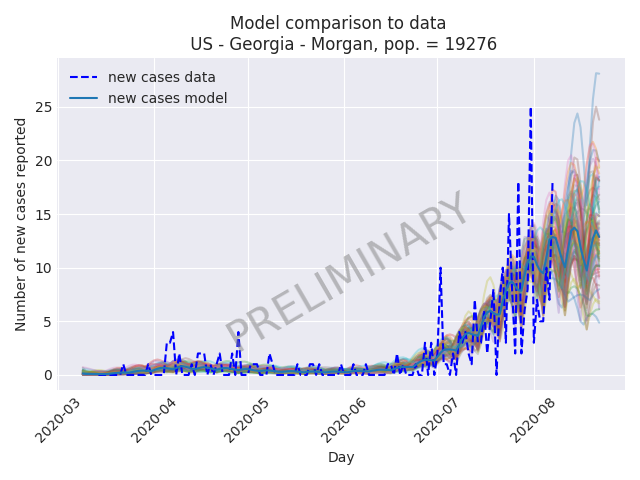 Model comparison to data
US - Georgia - Morgan, pop. = 19276
new cases data
new cases model
PRELIMINARY
Number of new cases reported
25
20
15
10
5
0
2020-03
2020-04
2020-05
2020-06
2020-07
2020-08
Day